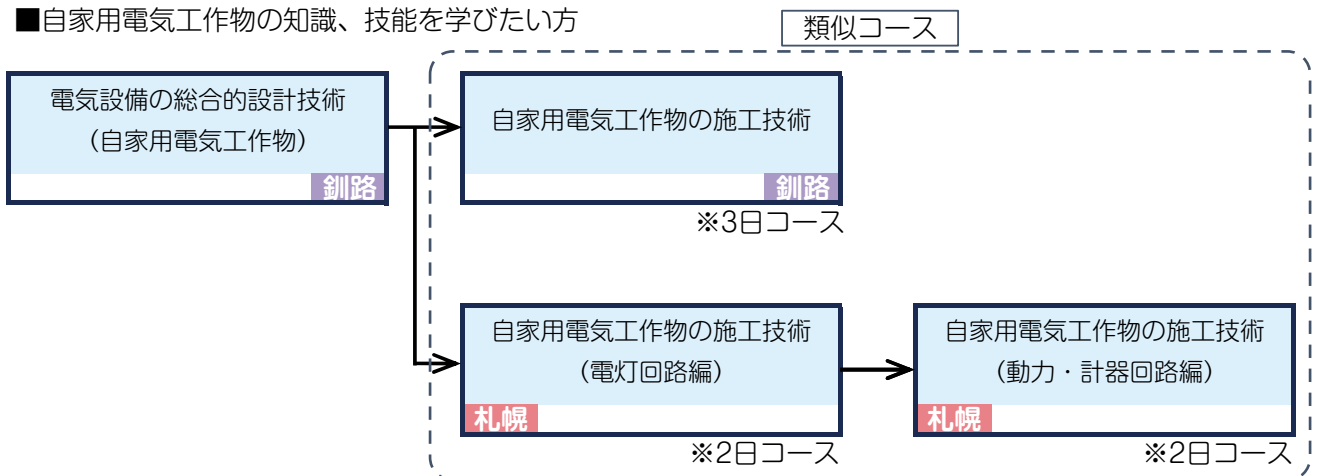 ■自家用電気工作物の知識、技能を学びたい方
類似コース
電気設備の総合的設計技術
（自家用電気工作物）
釧路
自家用電気工作物の施工技術
釧路
※3日コース
自家用電気工作物の施工技術
（電灯回路編）
札幌
※2日コース
自家用電気工作物の施工技術
（動力・計器回路編）
札幌
※2日コース